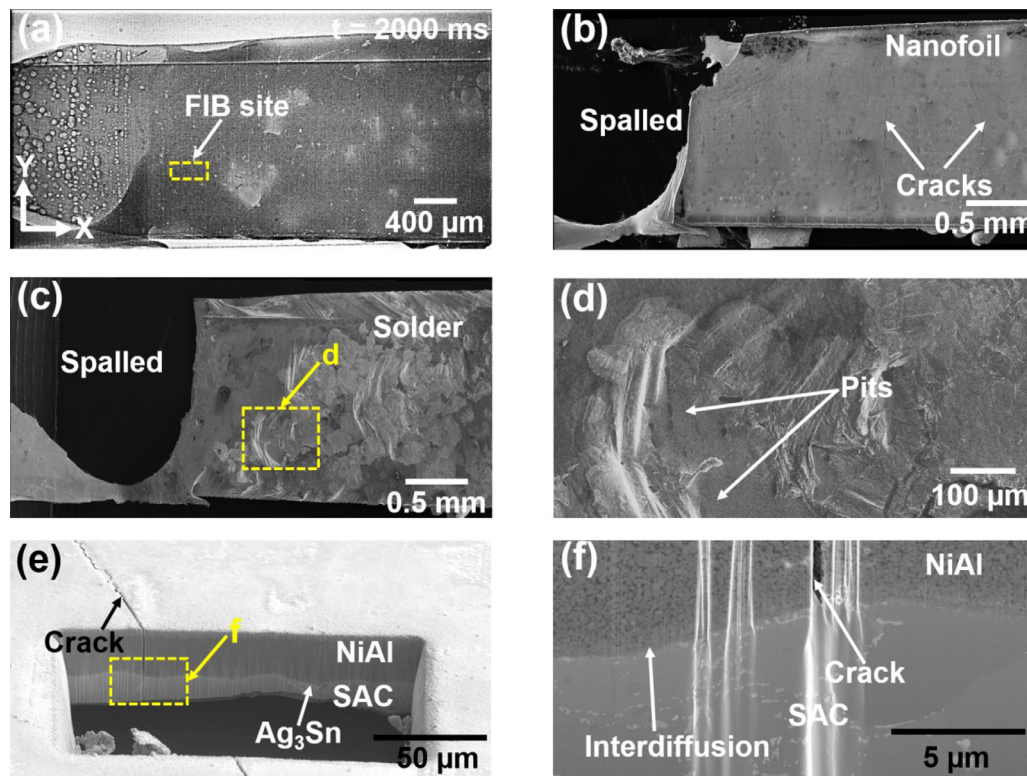 (a)
t = 2000 ms
FIB site
Y
X
400 µm
(b)
Nanofoil
Spalled
Cracks
0.5 mm
(c)
Solder
Spalled
d
0.5 mm
(d)
Pits
100 µm
(e)
Crack
f
NiAl
SAC
Ag₃Sn
50 µm
(f)
NiAl
Crack
SAC
Interdiffusion
5 µm